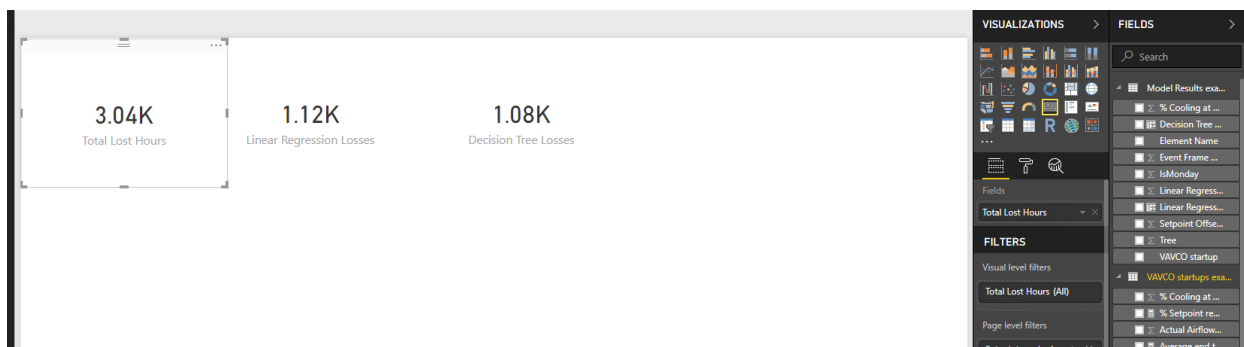 VISUALIZATIONS
FIELDS
Search
3.04K
Total Lost Hours
1.12K
Linear Regression Losses
1.08K
Decision Tree Losses
R
Fields
Total Lost Hours
FILTERS
Visual level filters
Total Lost Hours (All)
Page level filters
Model Results exa...
% Cooling at ...
Decision Tree ...
Element Name
Event Frame ...
IsMonday
Linear Regress...
Linear Regress...
Setpoint Offse...
Tree
VAVCO startup
VAVCO startups exa...
% Cooling at ...
% Setpoint re...
Actual Airflow...
Average end t...